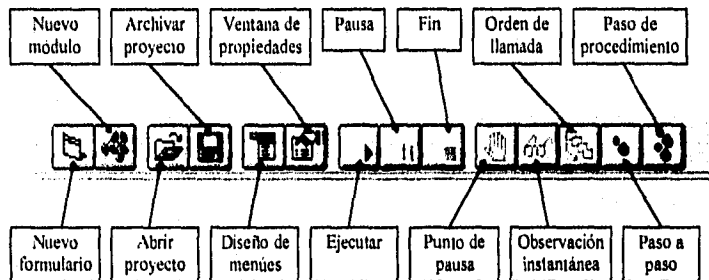 Nuevo
módulo
Archivar
proyecto
Ventana de
propiedades
Pausa
Fin
Orden de
llamada
Paso de
procedimiento
Nuevo
formulario
Abrir
proyecto
Diseño de
menúes
Ejecutar
Punto de
pausa
Observación
instantánea
Paso a
paso